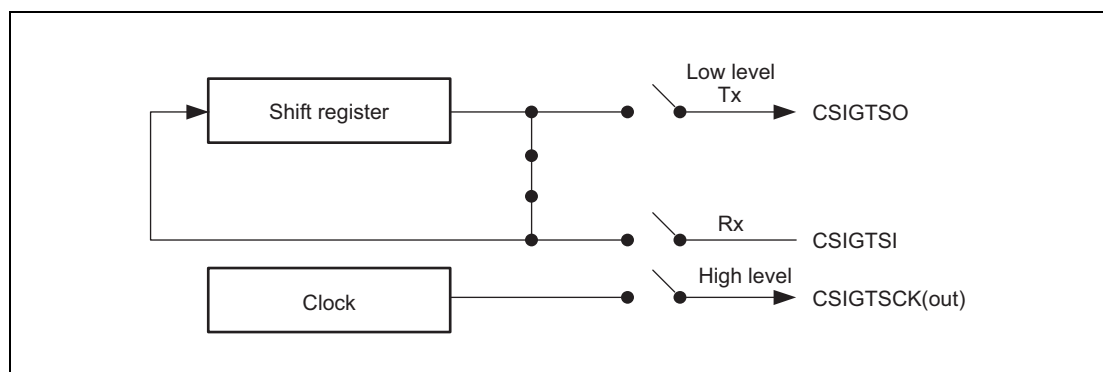 Low level
Tx
Shift register
CSIGTSO
Rx
CSIGTSI
High level
Clock
CSIGTSCK(out)